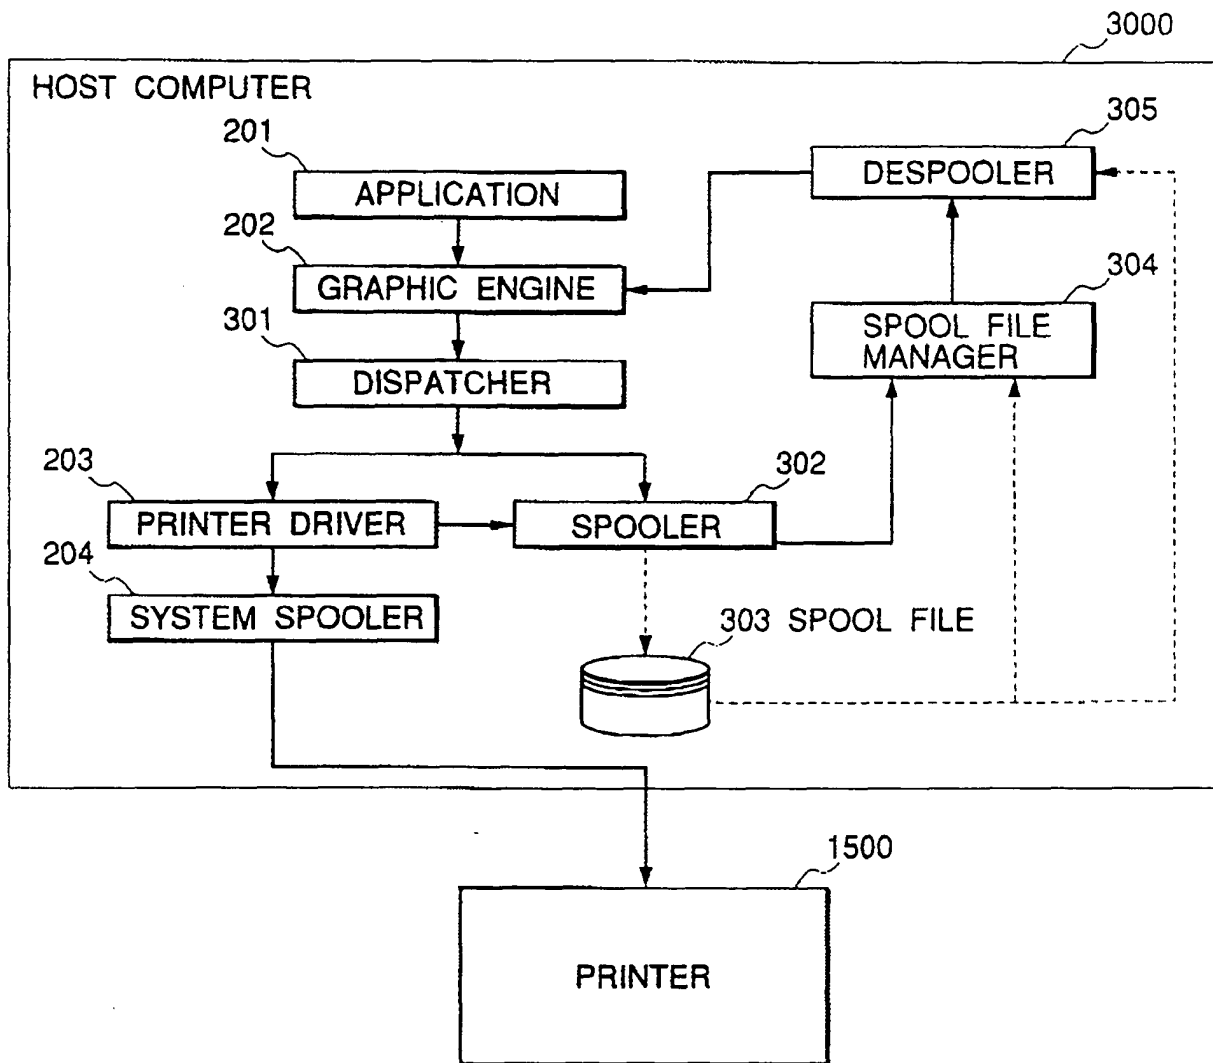 3000
HOST COMPUTER
201
APPLICATION
305
DESPOOLER
202
GRAPHIC ENGINE
304
SPOOL FILE
MANAGER
301
DISPATCHER
203
PRINTER DRIVER
302
SPOOLER
204
SYSTEM SPOOLER
303 SPOOL FILE
1500
PRINTER